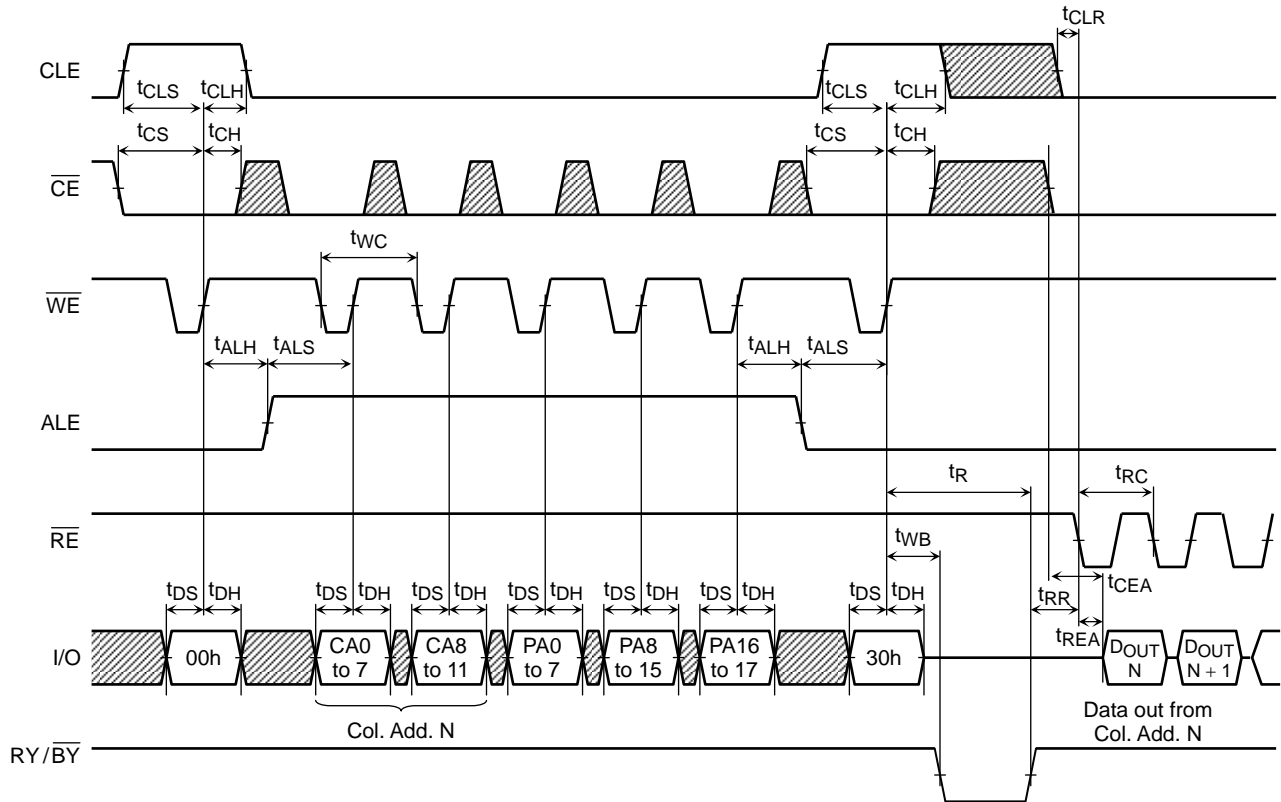 tCLR
CLE
tCLS tCLH tCLS tCLH
tCS tCH tCS tCH
CE
tWC
WE
tALH tALS tALH tALS
ALE
tR tRC
RE
tWB
tCEA
tDS tDH tDS tDH tDS tDH tDS tDH tDS tDH tDS tDH tDS tDH tRR
tREA
I/O 00h CA0 to 7 CA8 to 11 PA0 to 7 PA8 to 15 PA16 to 17 30h DOUT N DOUT N + 1
Col. Add. N
Data out from
Col. Add. N
RY/BY